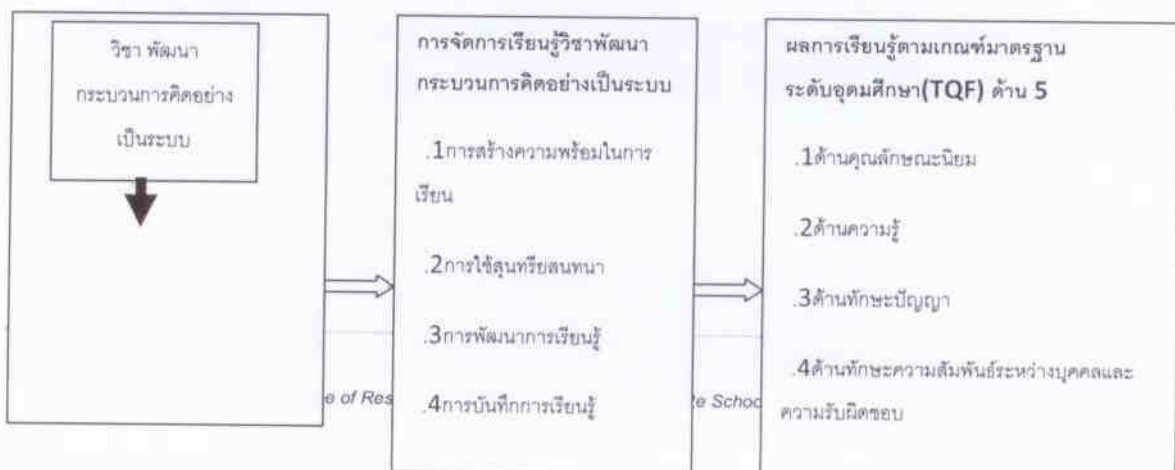 วิชา พัฒนา
กระบวนการคิดอย่าง
เป็นระบบ
การจัดการเรียนรู้วิชาพัฒนา
กระบวนการคิดอย่างเป็นระบบ
.1การสร้างความพร้อมในการ
เรียน
.2การใช้สุนทรียสนทนา
.3การพัฒนาการเรียนรู้
.4การบันทึกการเรียนรู้
ผลการเรียนรู้ตามเกณฑ์มาตรฐาน
ระดับอุดมศึกษา(TQF) ด้าน 5
.1ด้านคุณลักษณะนิยม
.2ด้านความรู้
.3ด้านทักษะปัญญา
.4ด้านทักษะความสัมพันธ์ระหว่างบุคคลและ
ความรับผิดชอบ
e of Res
e Schoo